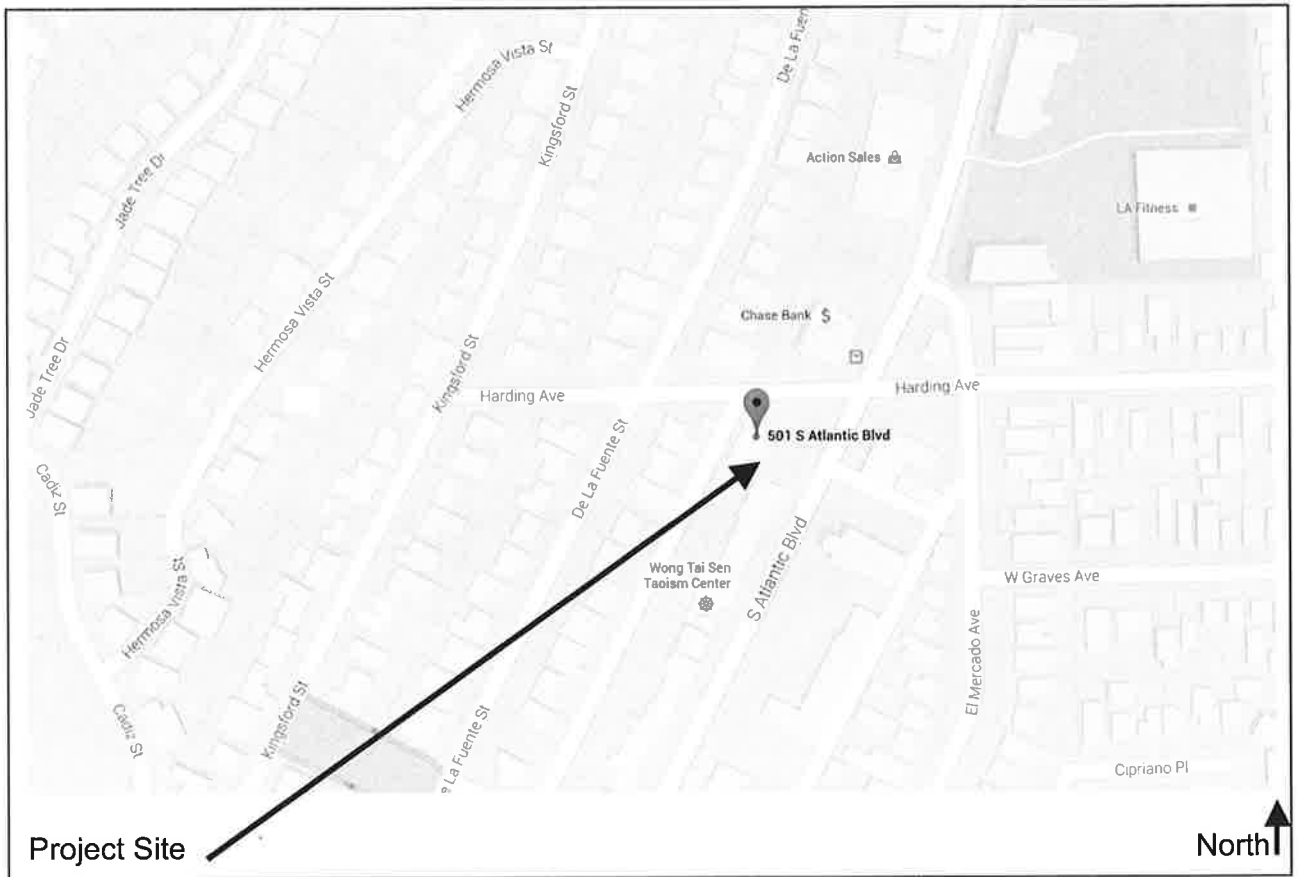 De La Fuen
Hermosa Vista St
Kingsford St
Action Sales
Jade Tree Dr
LA Fitness
Hermosa Vista St
Chase Bank $
Jade Tree Dr
Kingsford St
Harding Ave
Harding Ave
501 S Atlantic Blvd
De La Fuente St
Cadiz St
Wong Tai Sen
Taoism Center
S Atlantic Blvd
W Graves Ave
Hermosa Vista St
El Mercado Ave
Kingsford St
Cadiz St
e La Fuente St
Cipriano Pl
Project Site
North